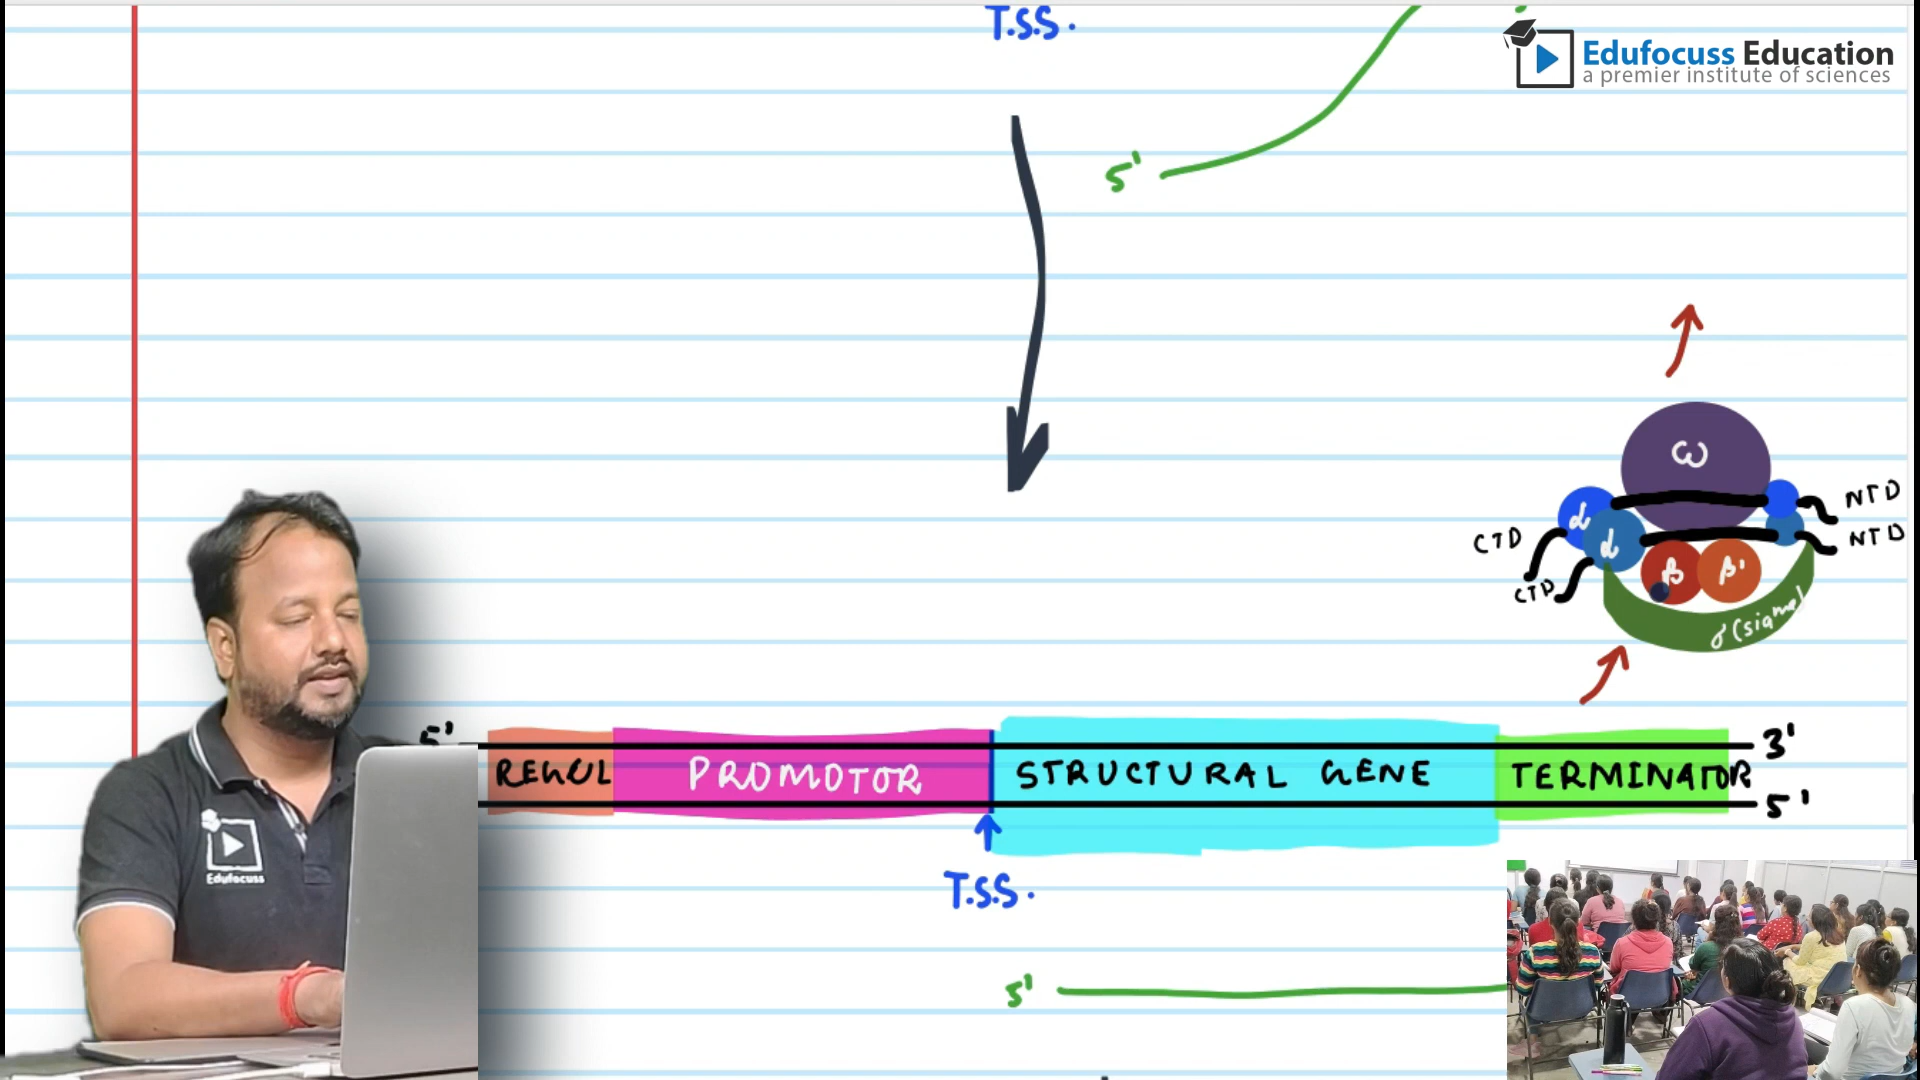 T.S.S.
Edufocuss Education
a premier institute of sciences
5'
ω
α
NTD
CTD
α
NTD
β
β'
CTD
σ (sigma)
5'
3'
REGUL
PROMOTOR
STRUCTURAL GENE
TERMINATOR
5'
Edufocuss
T.S.S.
5'